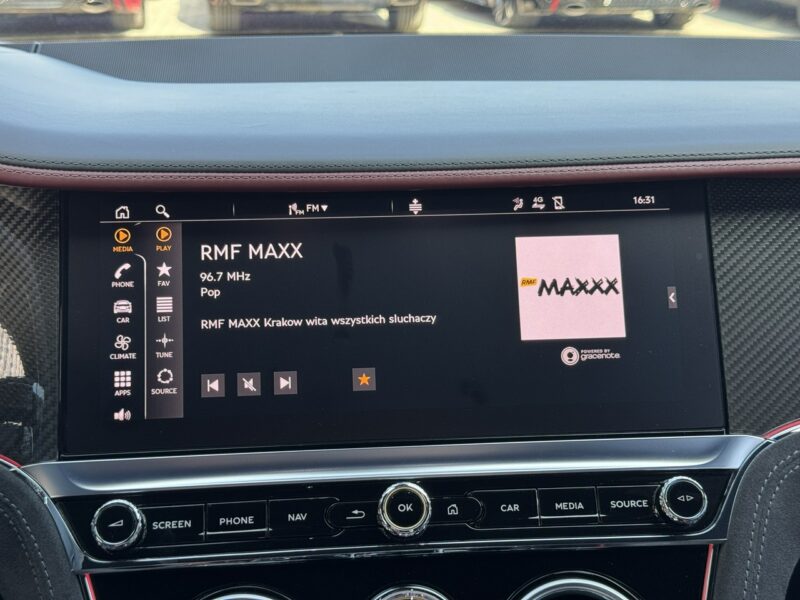 FM FM
4G
16:31
MEDIA
PLAY
PHONE
FAV
CAR
LIST
CLIMATE
TUNE
APPS
SOURCE
RMF MAXX
96.7 MHz
Pop
RMF MAXX Krakow wita wszystkich sluchaczy
RMF MAXXX
POWERED BY
gracenote
SCREEN PHONE NAV OK CAR MEDIA SOURCE